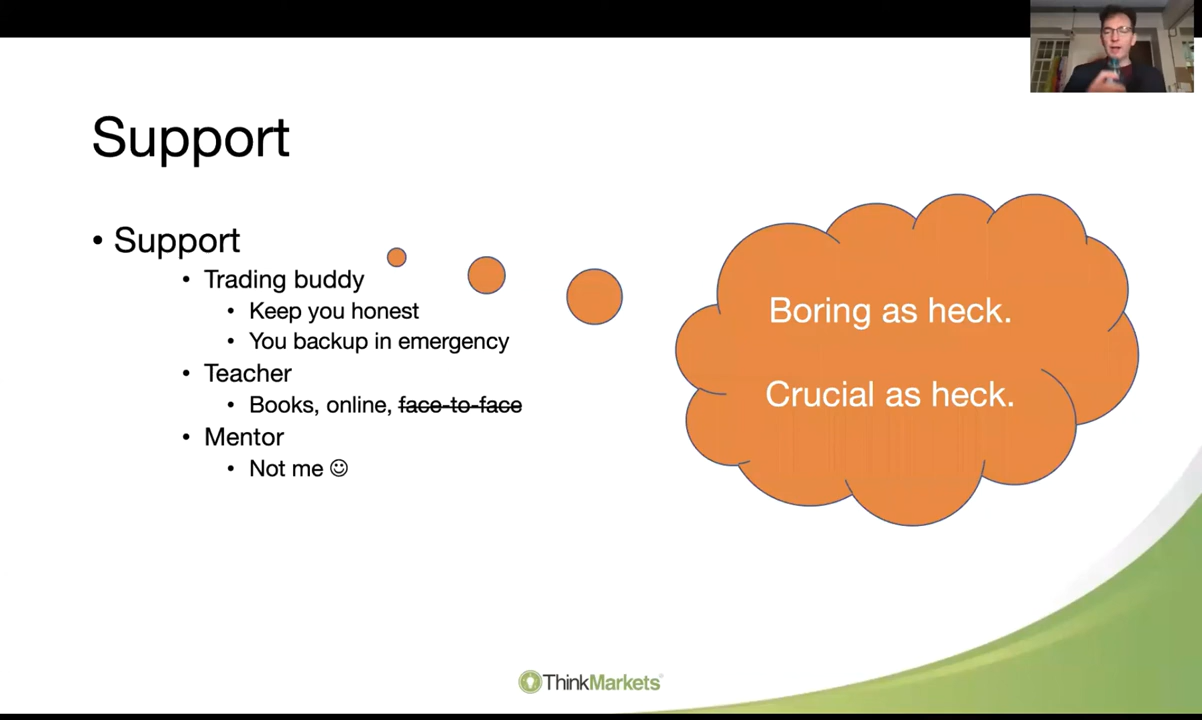 Support
• Support
• Trading buddy
• Keep you honest
• You backup in emergency
• Teacher
• Books, online, face-to-face
• Mentor
• Not me ☺
Boring as heck.
Crucial as heck.
ThinkMarkets